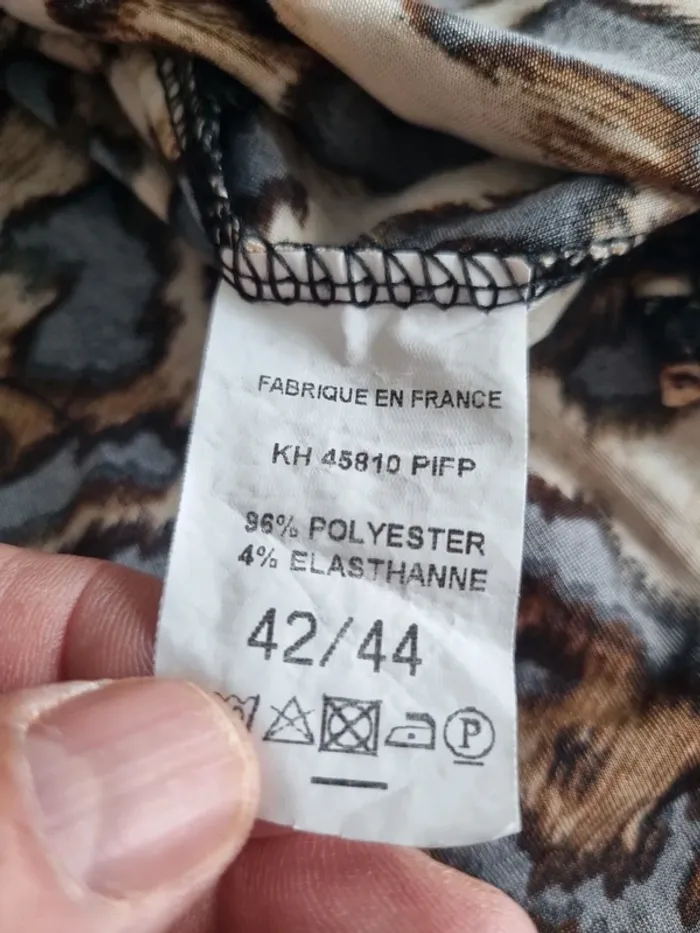 FABRIQUE EN FRANCE
KH 45810 PIFP
96% POLYESTER
4% ELASTHANNE
42/44
P